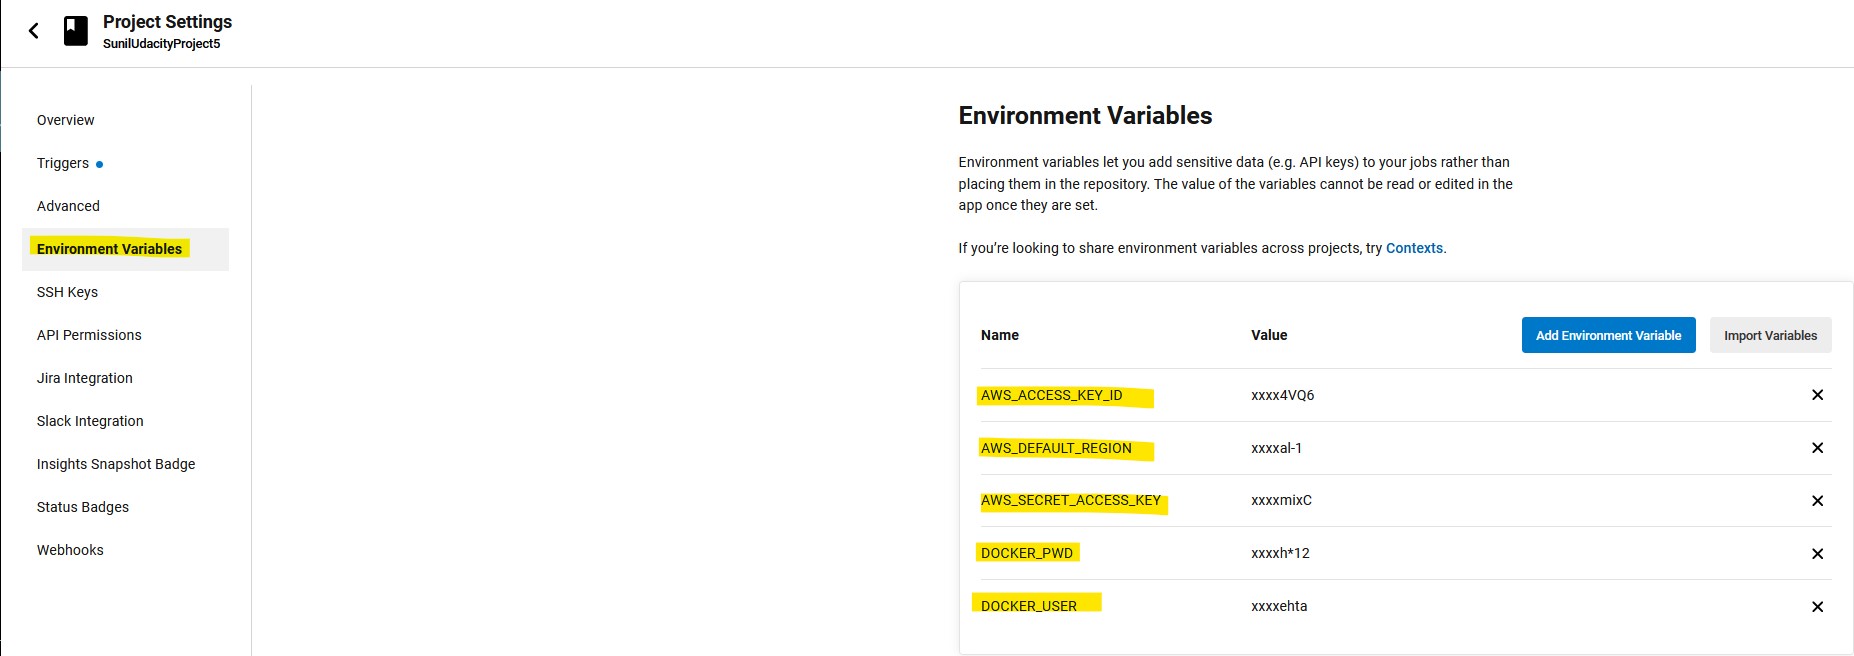 Project Settings
SunilUdacityProject5
Overview
Triggers
Advanced
Environment Variables
SSH Keys
API Permissions
Jira Integration
Slack Integration
Insights Snapshot Badge
Status Badges
Webhooks
Environment Variables
Environment variables let you add sensitive data (e.g. API keys) to your jobs rather than
placing them in the repository. The value of the variables cannot be read or edited in the
app once they are set.
If you’re looking to share environment variables across projects, try Contexts.
Name Value Add Environment Variable Import Variables
AWS_ACCESS_KEY_ID xxxx4VQ6
AWS_DEFAULT_REGION xxxxal-1
AWS_SECRET_ACCESS_KEY xxxxmixC
DOCKER_PWD xxxxh*12
DOCKER_USER xxxxehta